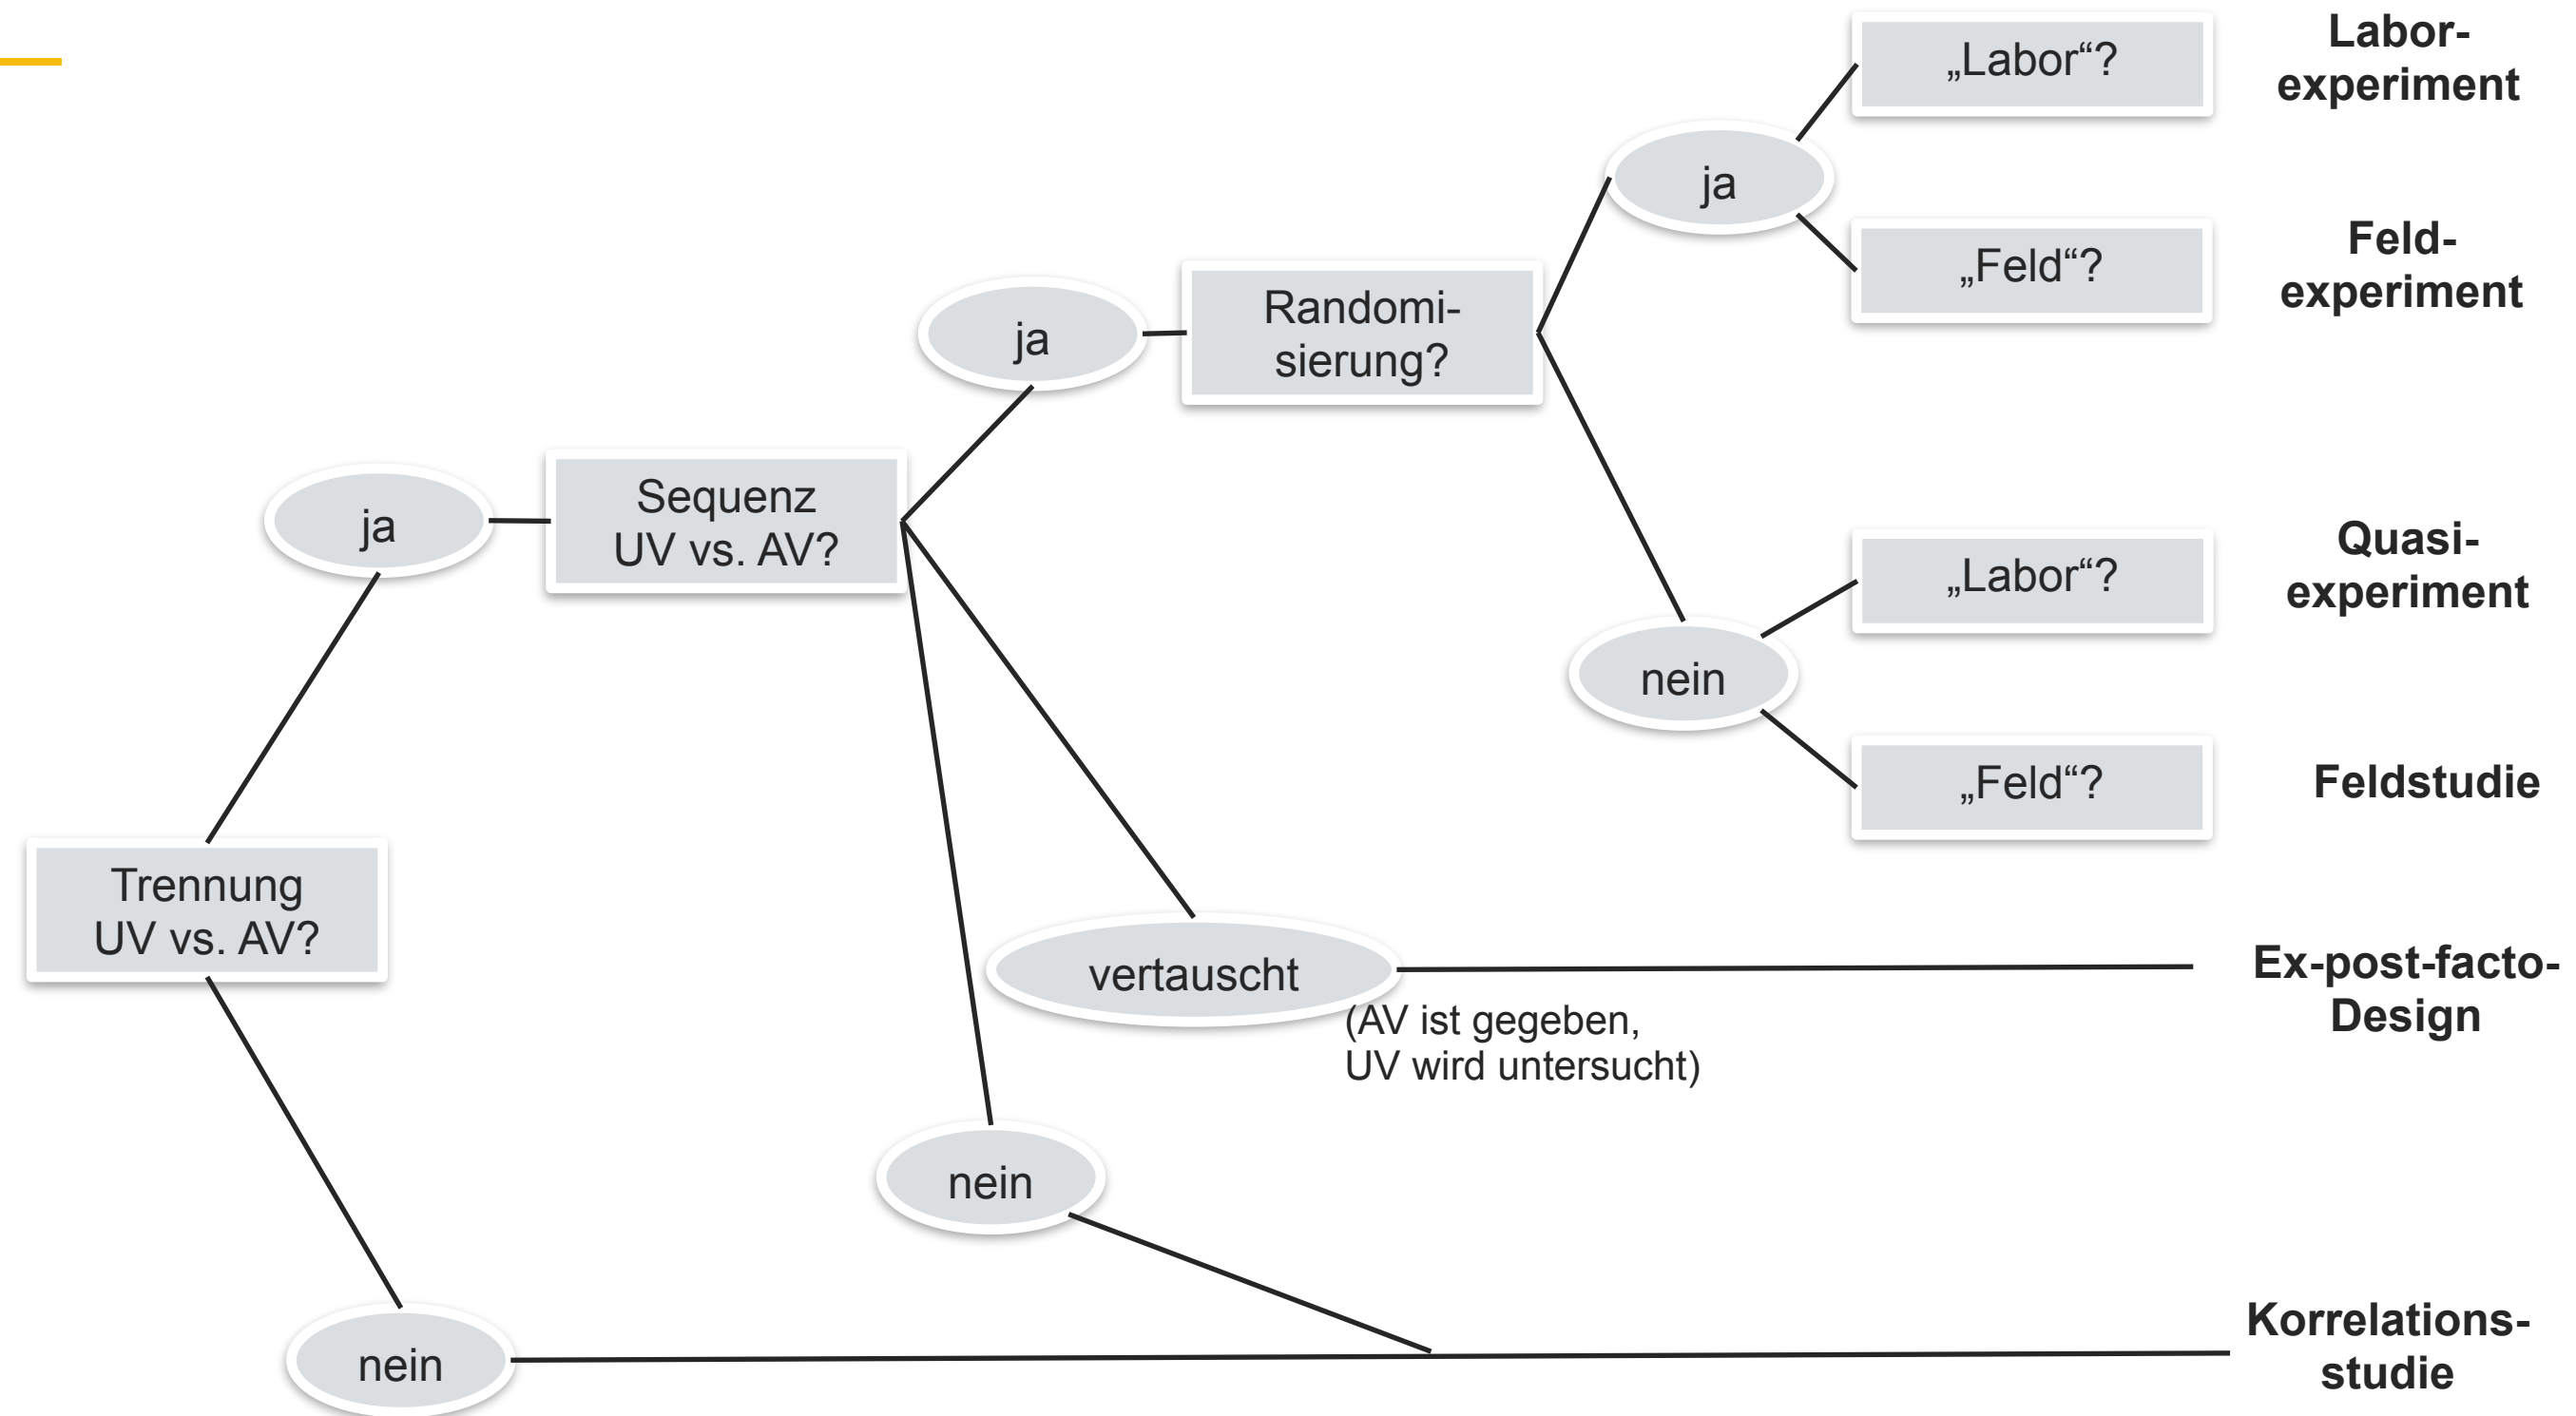 „Labor“?
Labor-
experiment
ja
„Feld“?
Feld-
experiment
ja
Randomi-
sierung?
ja
Sequenz
UV vs. AV?
„Labor“?
Quasi-
experiment
nein
„Feld“?
Feldstudie
Trennung
UV vs. AV?
vertauscht
(AV ist gegeben,
UV wird untersucht)
Ex-post-facto-
Design
nein
nein
Korrelations-
studie